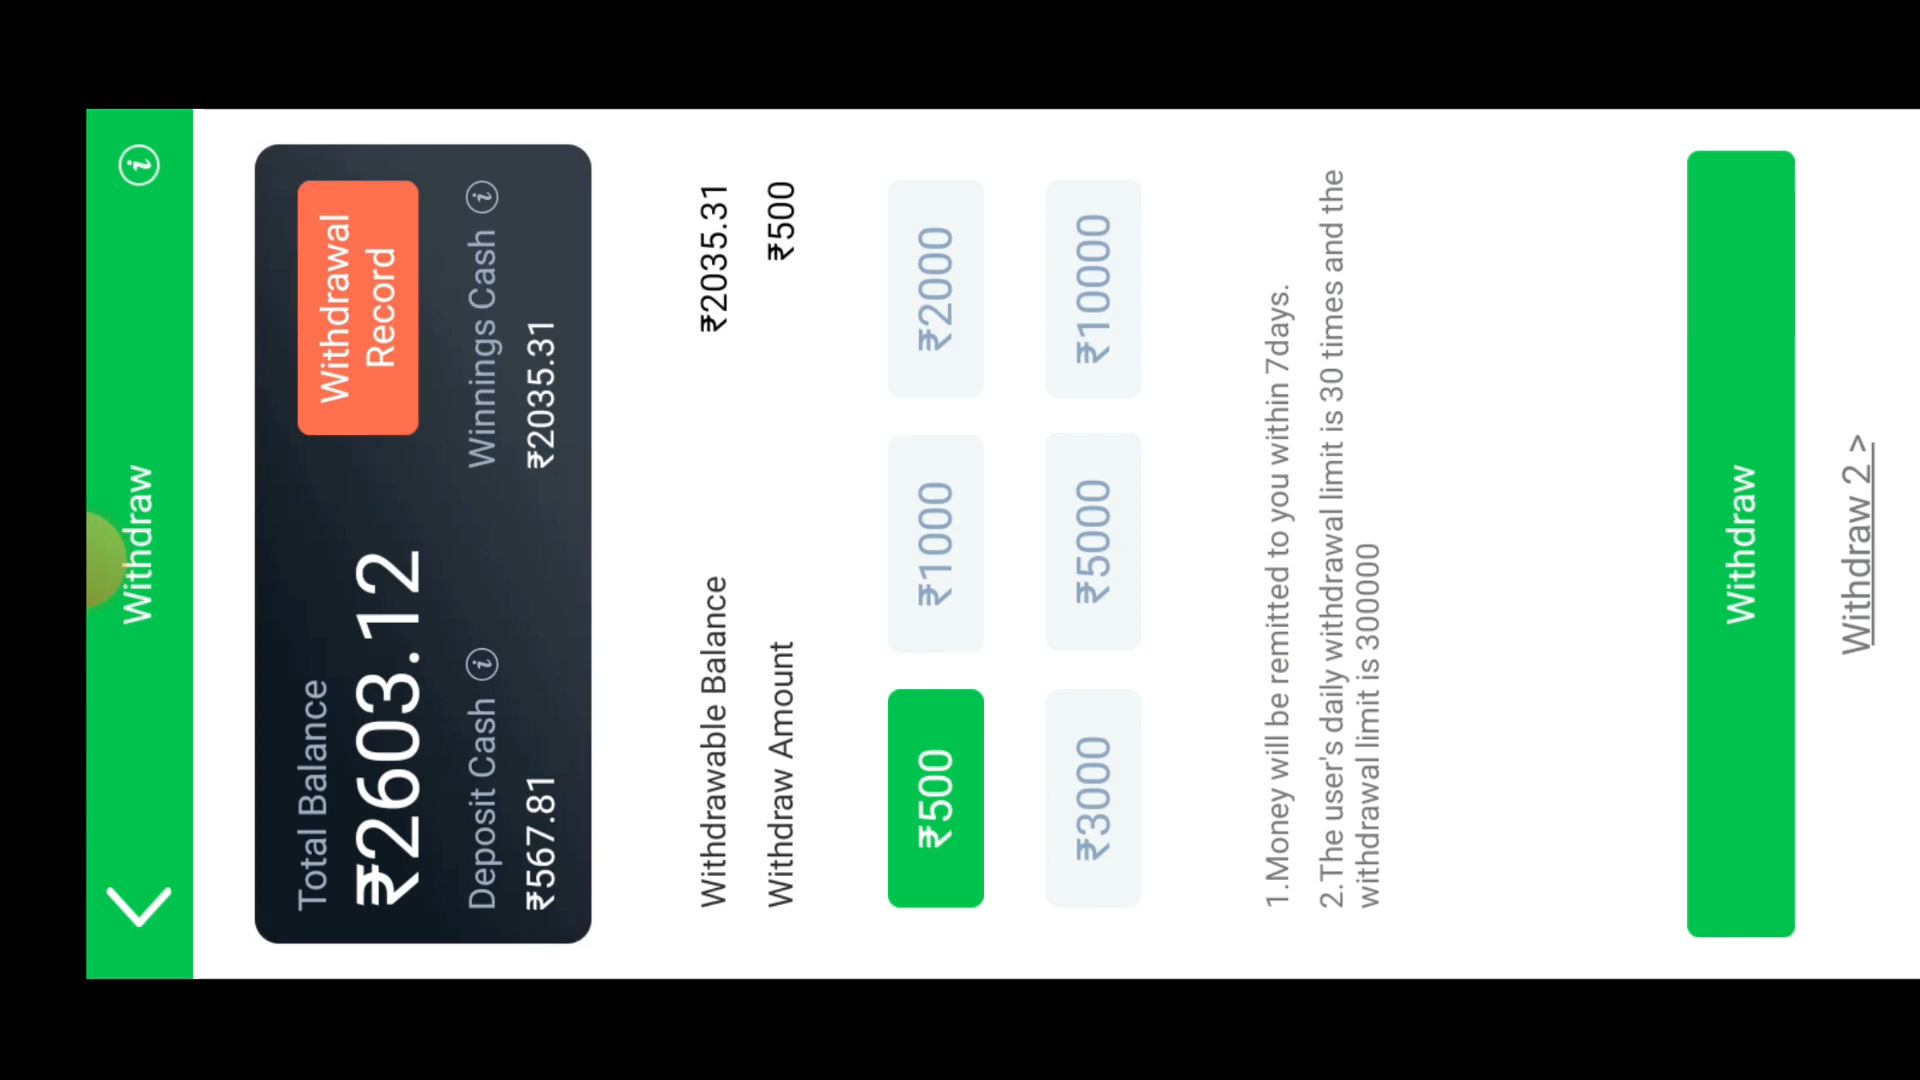 Withdraw
Total Balance
₹2603.12
Withdrawal
Record
Deposit Cash
Winnings Cash
₹567.81
₹2035.31
Withdrawable Balance
₹2035.31
Withdraw Amount
₹500
₹500
₹1000
₹2000
₹3000
₹5000
₹10000
1.Money will be remitted to you within 7days.
2.The user's daily withdrawal limit is 30 times and the
withdrawal limit is 300000
Withdraw
Withdraw 2 >